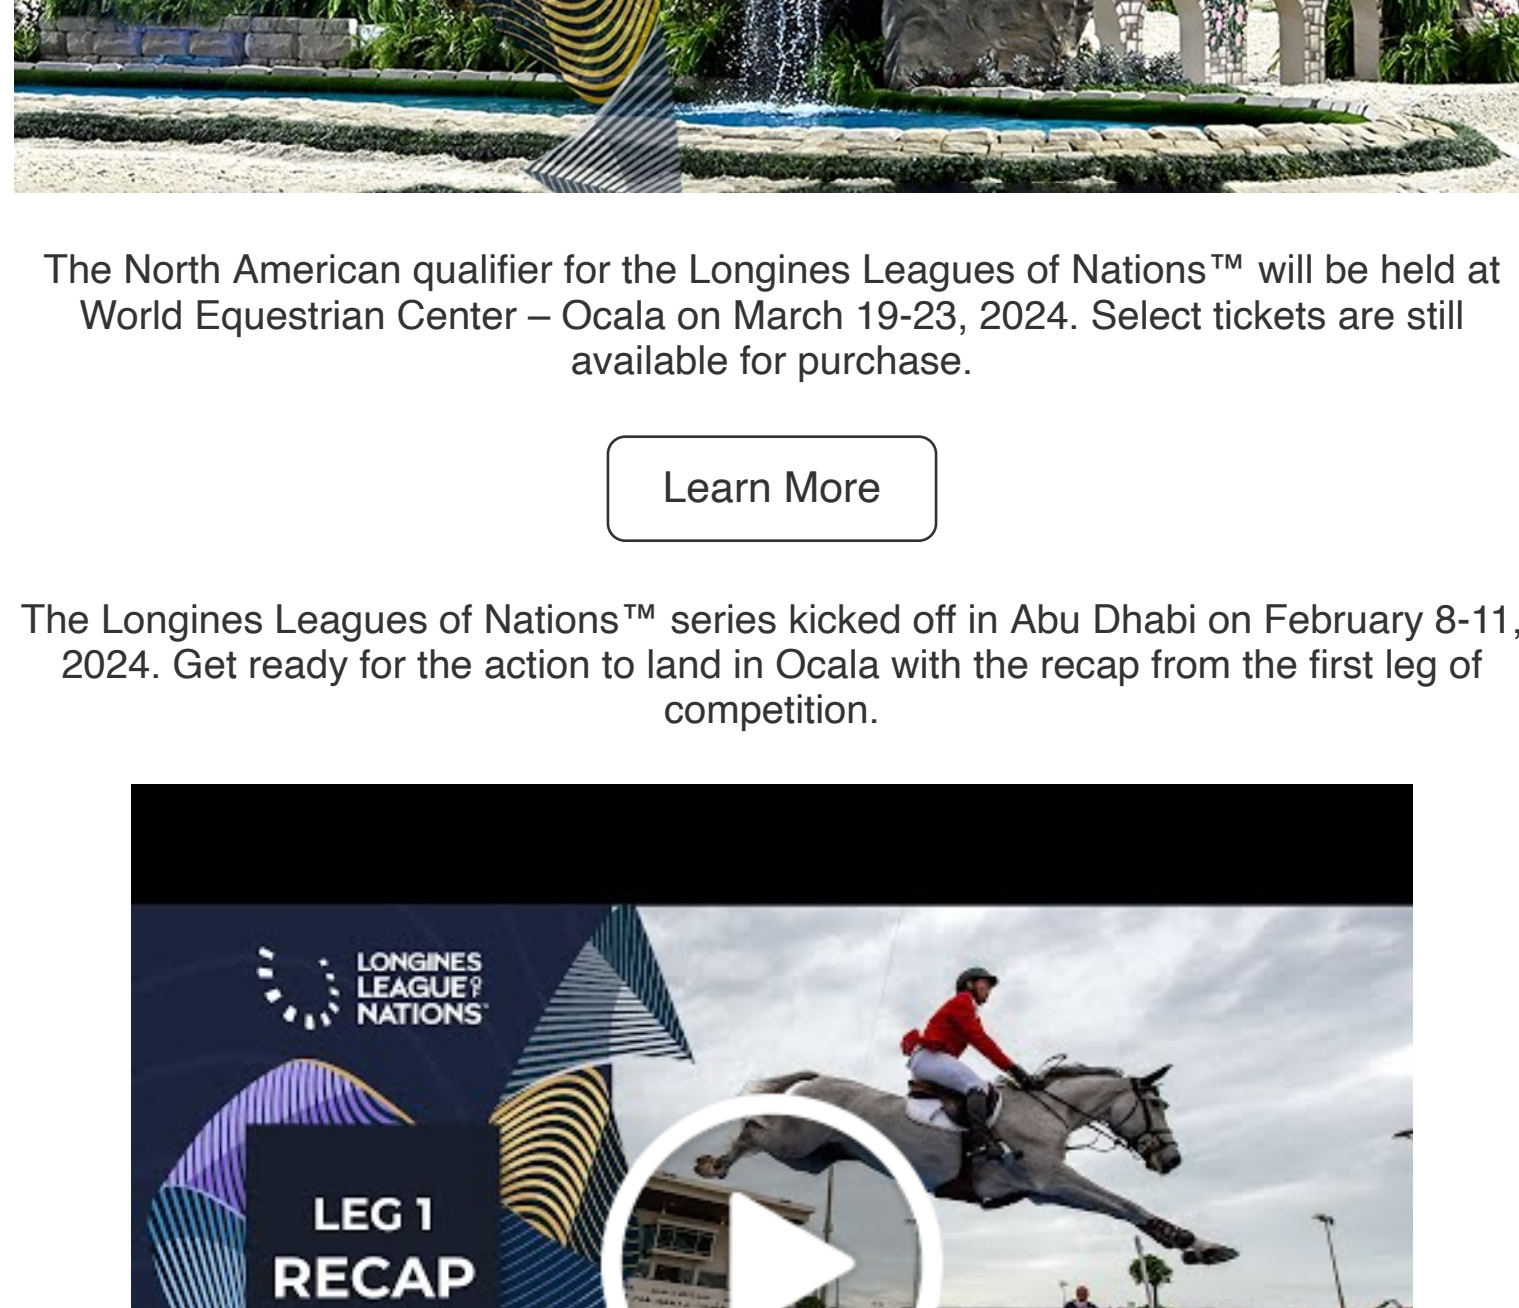 The North American qualifier for the Longines Leagues of Nations™ will be held at
World Equestrian Center – Ocala on March 19-23, 2024. Select tickets are still
available for purchase.
Learn More
The Longines Leagues of Nations™ series kicked off in Abu Dhabi on February 8-11,
2024. Get ready for the action to land in Ocala with the recap from the first leg of
competition.
LONGINES
LEAGUE OF
NATIONS™
LEG 1
RECAP